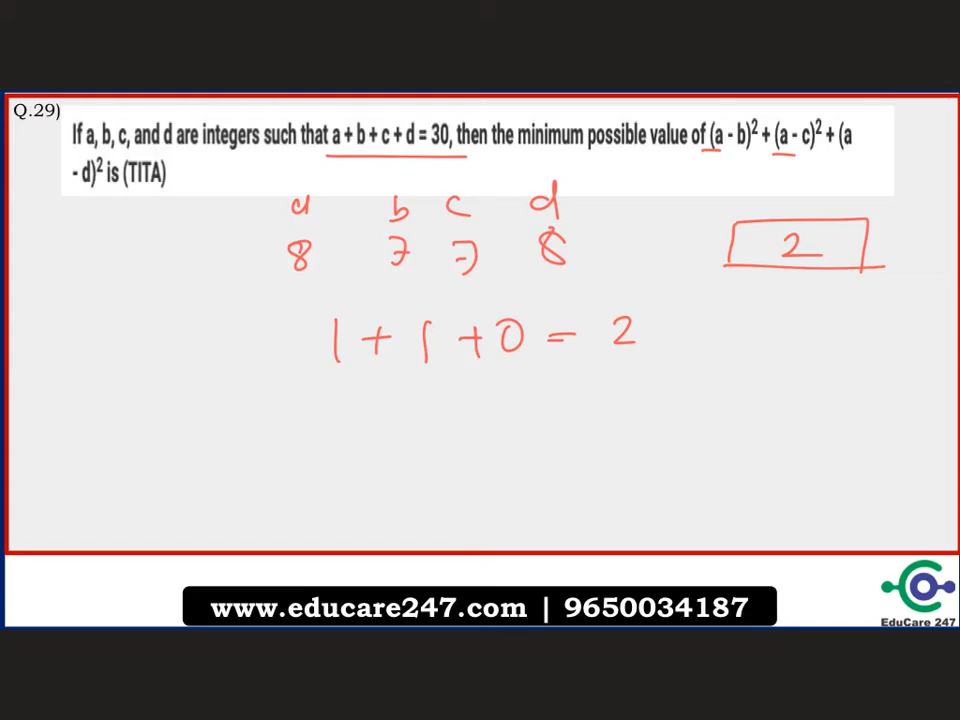 Q.29)
If a, b, c, and d are integers such that a + b + c + d = 30, then the minimum possible value of (a - b)² + (a - c)² + (a
- d)² is (TITA)
a b c d
8 7 7 8
2
1 + 1 + 0 = 2
www.educare247.com | 9650034187
EduCare 247